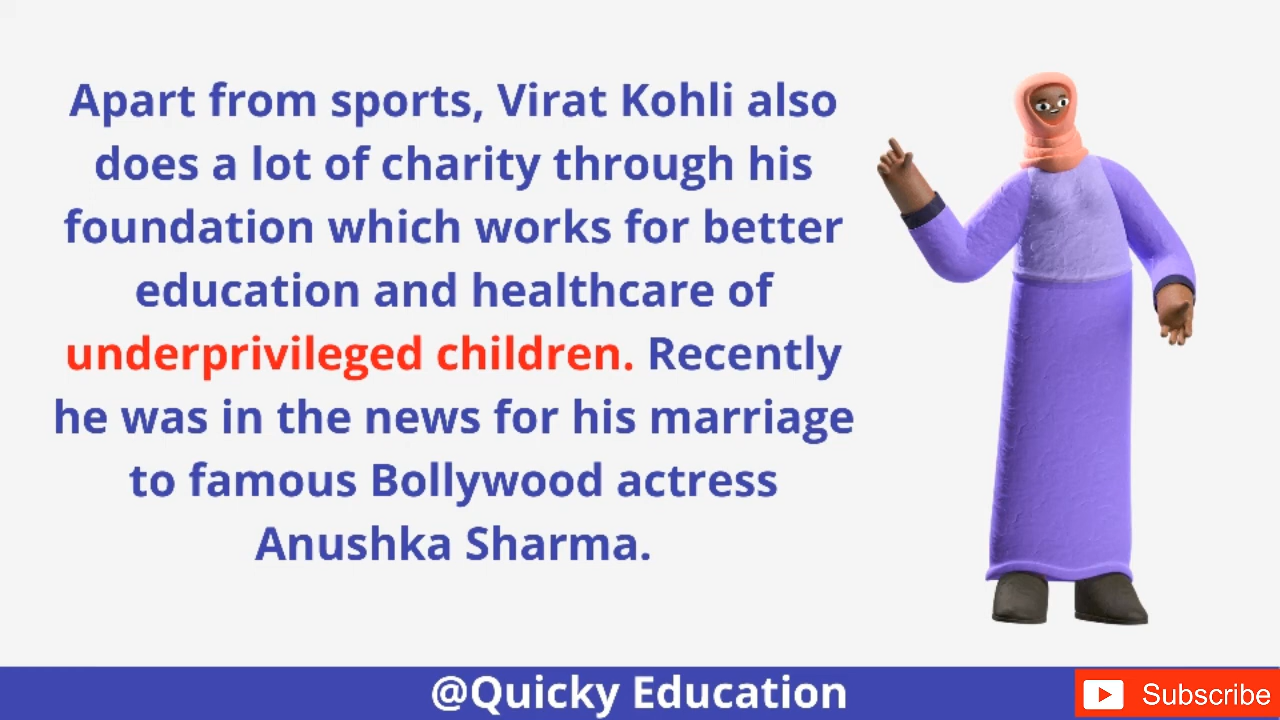 Apart from sports, Virat Kohli also
does a lot of charity through his
foundation which works for better
education and healthcare of
underprivileged children. Recently
he was in the news for his marriage
to famous Bollywood actress
Anushka Sharma.
@Quicky Education
Subscribe